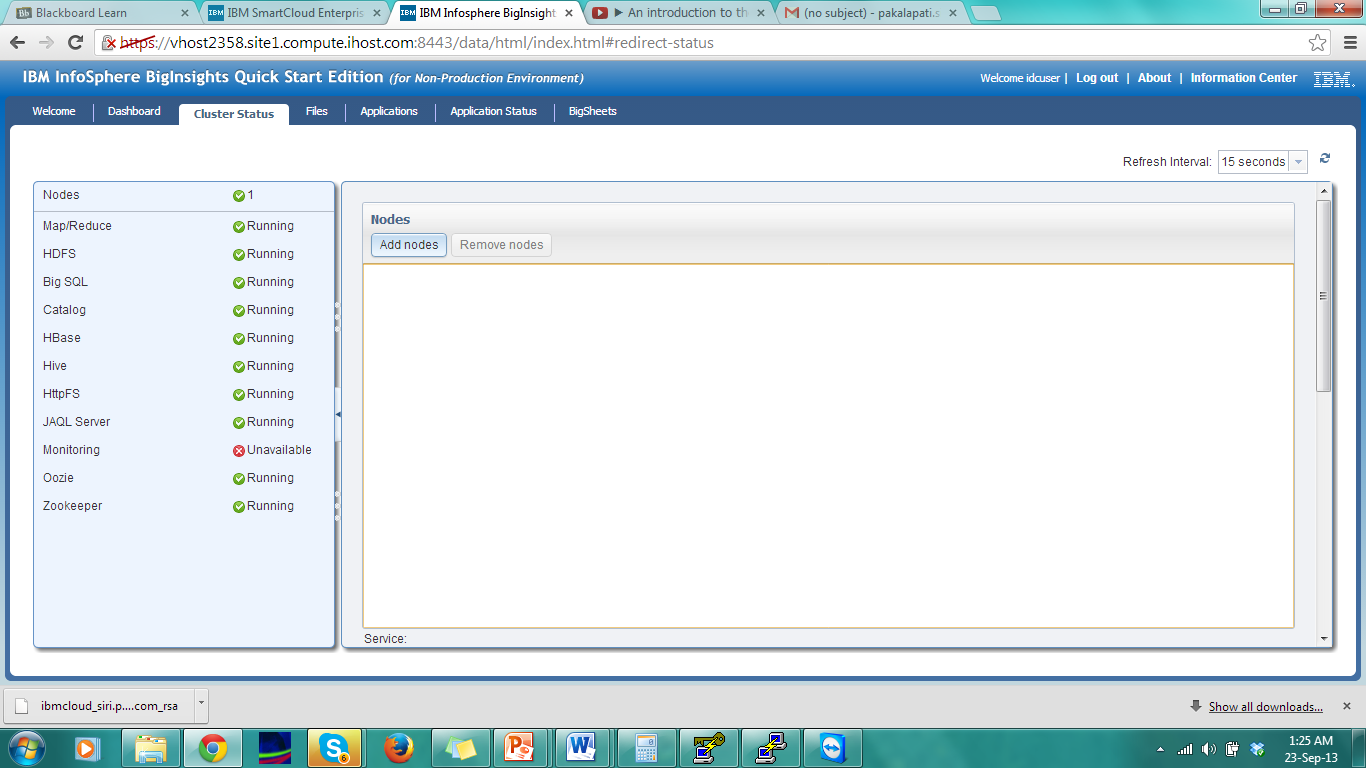 Blackboard Learn
IBM SmartCloud Enterpris
IBM Infosphere BigInsight
An introduction to th
(no subject) - pakalapati.s
https://vhost2358.site1.compute.ihost.com:8443/data/html/index.html#redirect-status
IBM InfoSphere BigInsights Quick Start Edition (for Non-Production Environment)
Welcome idcuser | Log out | About | Information Center IBM.
Welcome Dashboard Cluster Status Files Applications Application Status BigSheets
Refresh Interval: 15 seconds
Nodes 1
Map/Reduce Running
HDFS Running
Big SQL Running
Catalog Running
HBase Running
Hive Running
HttpFS Running
JAQL Server Running
Monitoring Unavailable
Oozie Running
Zookeeper Running
Nodes
Add nodes Remove nodes
Service:
ibmcloud_siri.p....com_rsa
Show all downloads...
1:25 AM
23-Sep-13